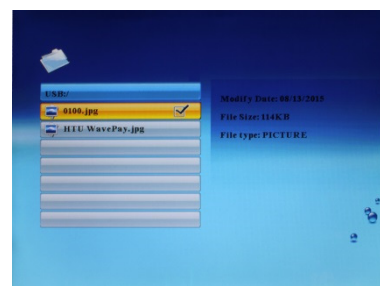 USB:/
0100.jpg
HTU WavePay.jpg
Modify Date: 08/13/2015
File Size: 114KB
File type: PICTURE